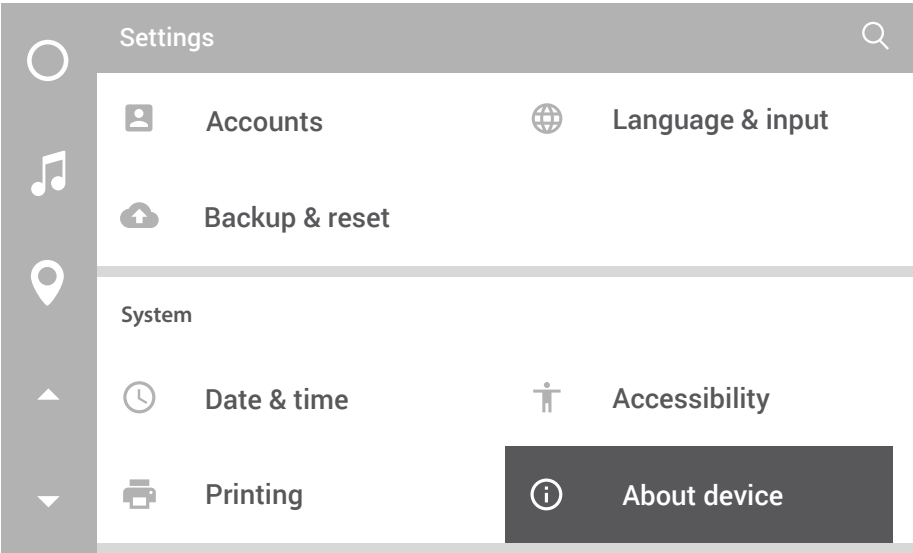 Settings
Accounts
Language & input
Backup & reset
System
Date & time
Accessibility
Printing
About device